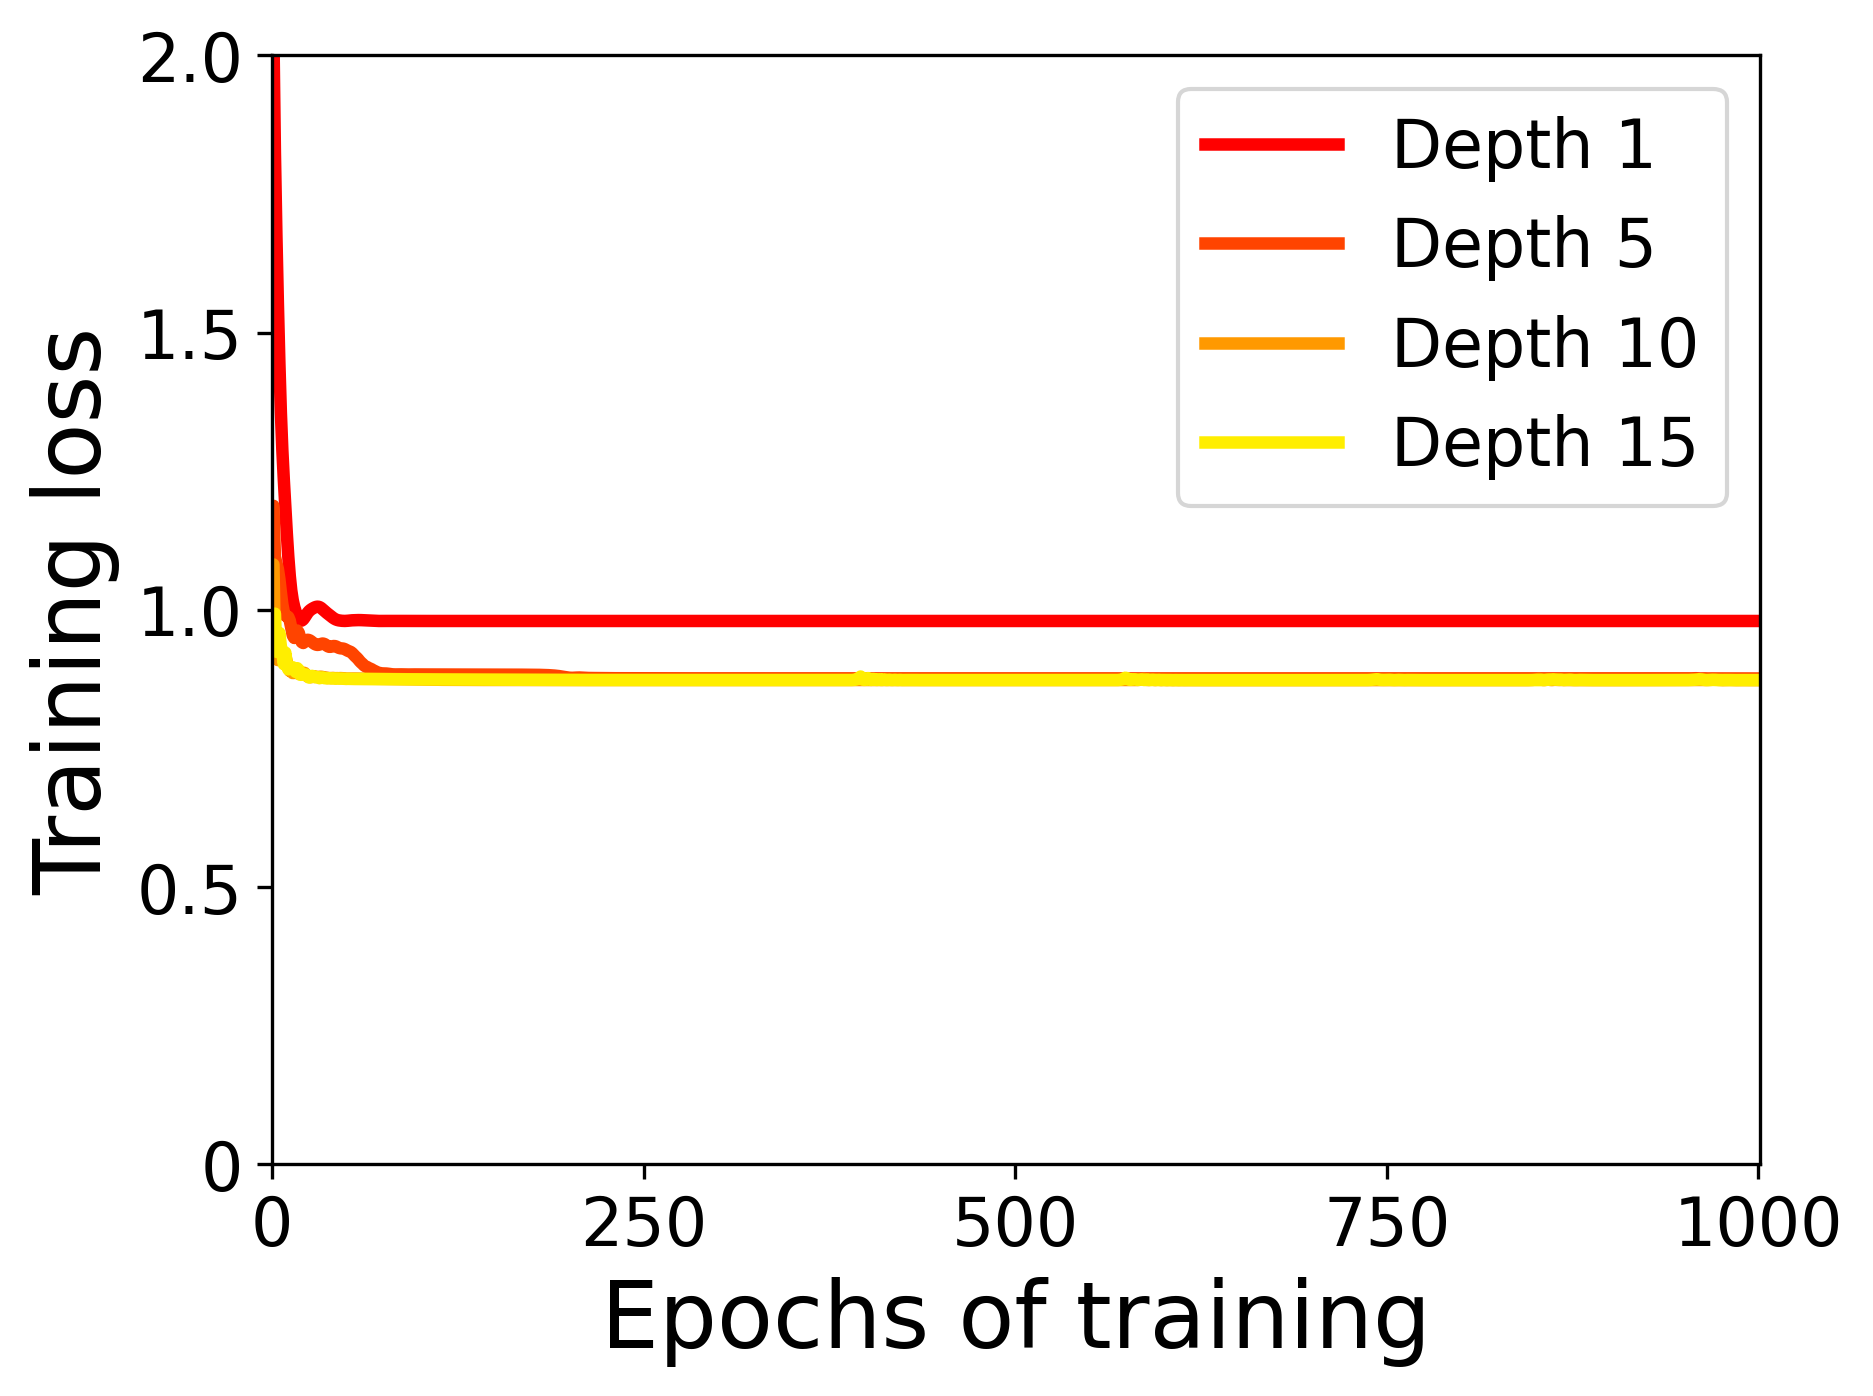 2.0
1.5
1.0
0.5
0
Training loss
Depth 1
Depth 5
Depth 10
Depth 15
0 250 500 750 1000
Epochs of training